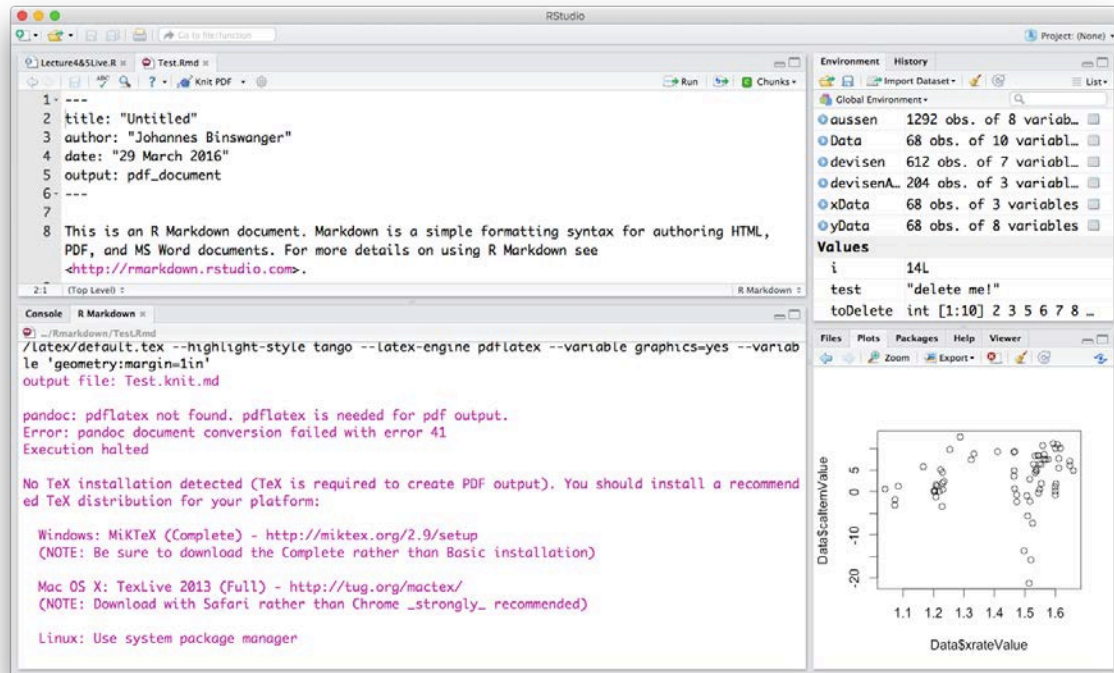 RStudio
Go to file/function
Project: (None)
Lecture4&5Live.R
Test.Rmd
ABC
?
Knit PDF
Run
Chunks
1 ---
2 title: "Untitled"
3 author: "Johannes Binswanger"
4 date: "29 March 2016"
5 output: pdf_document
6 ---
7
8 This is an R Markdown document. Markdown is a simple formatting syntax for authoring HTML,
PDF, and MS Word documents. For more details on using R Markdown see
<http://rmarkdown.rstudio.com>.
2:1 (Top Level)
R Markdown
Console R Markdown
.../Rmarkdown/Test.Rmd
/latex/default.tex --highlight-style tango --latex-engine pdflatex --variable graphics=yes --variab
le 'geometry:margin=1in'
output file: Test.knit.md
pandoc: pdflatex not found. pdflatex is needed for pdf output.
Error: pandoc document conversion failed with error 41
Execution halted
No TeX installation detected (TeX is required to create PDF output). You should install a recommend
ed TeX distribution for your platform:
Windows: MiKTeX (Complete) - http://miktex.org/2.9/setup
(NOTE: Be sure to download the Complete rather than Basic installation)
Mac OS X: TexLive 2013 (Full) - http://tug.org/mactex/
(NOTE: Download with Safari rather than Chrome _strongly_ recommended)
Linux: Use system package manager
Environment History
Import Dataset
List
Global Environment
aussen 1292 obs. of 8 variab…
Data 68 obs. of 10 variabl…
devisen 612 obs. of 7 variabl…
devisenA… 204 obs. of 3 variabl…
xData 68 obs. of 3 variables
yData 68 obs. of 8 variables
Values
i 14L
test "delete me!"
toDelete int [1:10] 2 3 5 6 7 8 …
Files Plots Packages Help Viewer
Zoom Export
Data$caItemValue
5
0
-10
-20
1.1 1.2 1.3 1.4 1.5 1.6
Data$xrateValue